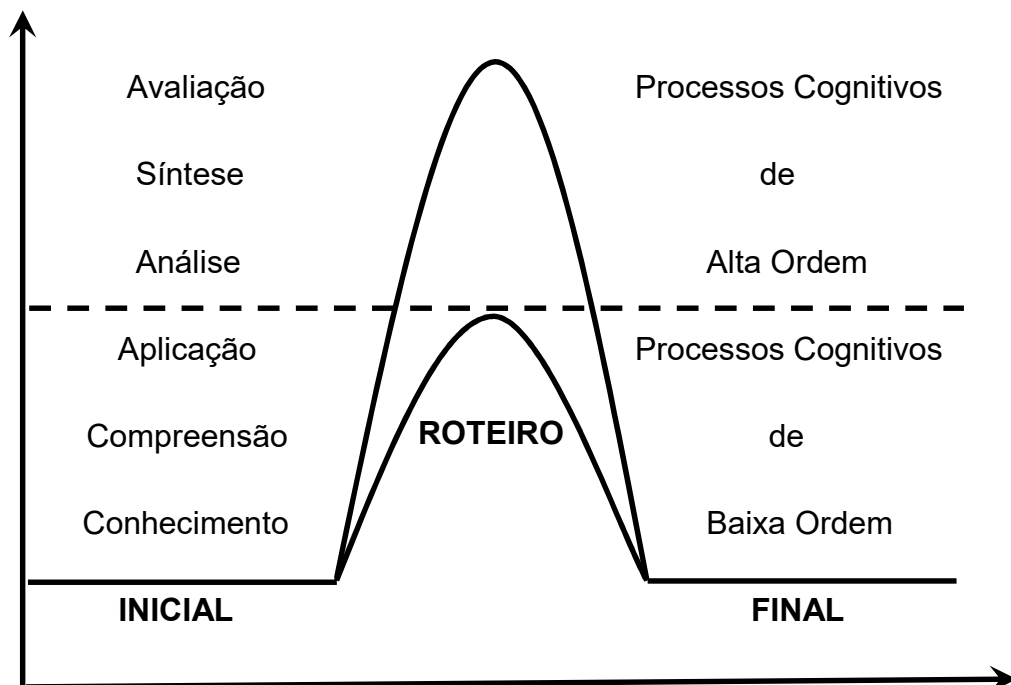 Avaliação
Processos Cognitivos
Síntese
de
Análise
Alta Ordem
Aplicação
Processos Cognitivos
Compreensão
ROTEIRO
de
Conhecimento
Baixa Ordem
INICIAL
FINAL